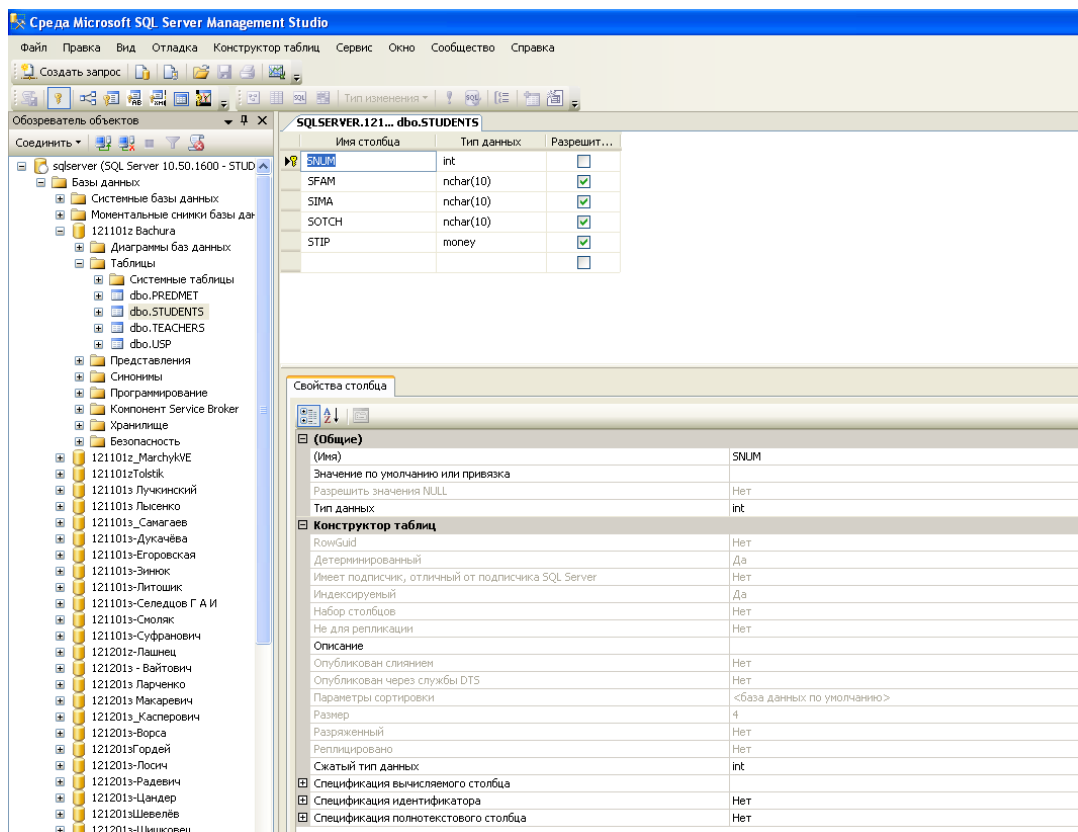 Среда Microsoft SQL Server Management Studio
Файл Правка Вид Отладка Конструктор таблиц Сервис Окно Сообщество Справка
Создать запрос
Тип изменения
Обозреватель объектов
Соединить
sqlserver (SQL Server 10.50.1600 - STUD
Базы данных
Системные базы данных
Моментальные снимки базы дан
121101z Bachura
Диаграммы баз данных
Таблицы
Системные таблицы
dbo.PREDMET
dbo.STUDENTS
dbo.TEACHERS
dbo.USP
Представления
Синонимы
Программирование
Компонент Service Broker
Хранилище
Безопасность
121101z_MarchykVE
121101zTolstik
121101з Лучкинский
121101з Лысенко
121101з_Самагаев
121101з-Дукачёва
121101з-Егоровская
121101з-Зинюк
121101з-Литошик
121101з-Селедцов Г А И
121101з-Смоляк
121101з-Суфранович
121201z-Лашнец
121201з - Вайтович
121201з Ларченко
121201з Макаревич
121201з_Касперович
121201з-Ворса
121201зГордей
121201з-Лосич
121201з-Радевич
121201з-Цандер
121201зШевелёв
121201з-Шишковец
SQLSERVER.121... dbo.STUDENTS
Имя столбца Тип данных Разрешит...
SNUM int
SFAM nchar(10)
SIMA nchar(10)
SOTCH nchar(10)
STIP money
Свойства столбца
(Общие)
(Имя) SNUM
Значение по умолчанию или привязка
Разрешить значения NULL Нет
Тип данных int
Конструктор таблиц
RowGuid Нет
Детерминированный Да
Имеет подписчик, отличный от подписчика SQL Server Нет
Индексируемый Да
Набор столбцов Нет
Не для репликации Нет
Описание
Опубликован слиянием Нет
Опубликован через службы DTS Нет
Параметры сортировки <база данных по умолчанию>
Размер 4
Разряженный Нет
Реплицировано Нет
Сжатый тип данных int
Спецификация вычисляемого столбца
Спецификация идентификатора Нет
Спецификация полнотекстового столбца Нет